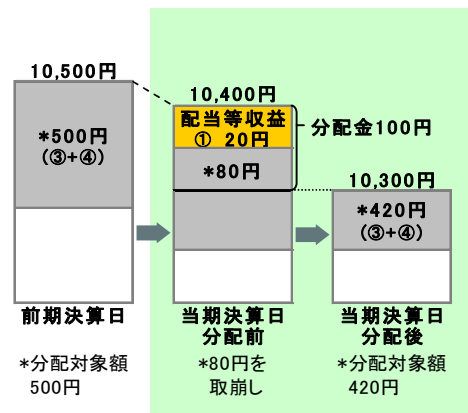 10,500円
*500円
(③+④)
前期決算日
*分配対象額
500円
10,400円
配当等収益
① 20円
*80円
分配金100円
当期決算日
分配前
*80円を
取崩し
10,300円
*420円
(③+④)
当期決算日
分配後
*分配対象額
420円